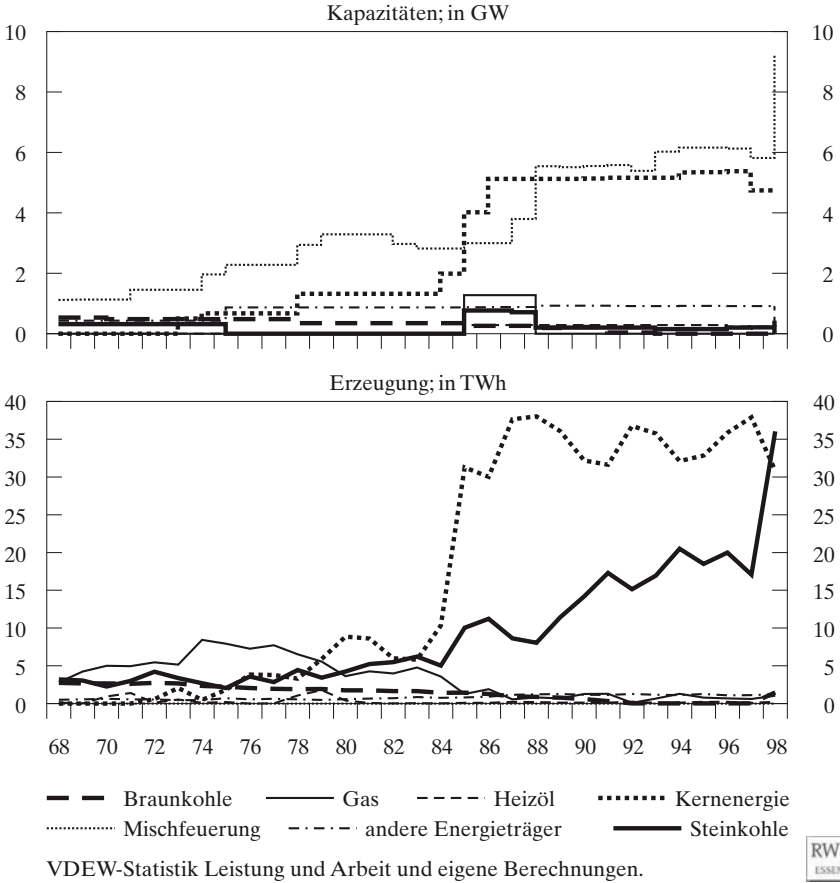 Kapazitäten; in GW
10 10
8 8
6 6
4 4
2 2
0 0
Erzeugung; in TWh
40 40
35 35
30 30
25 25
20 20
15 15
10 10
5 5
0 0
68 70 72 74 76 78 80 82 84 86 88 90 92 94 96 98
Braunkohle Gas Heizöl Kernenergie
Mischfeuerung andere Energieträger Steinkohle
VDEW-Statistik Leistung und Arbeit und eigene Berechnungen.
RW
ESSEN